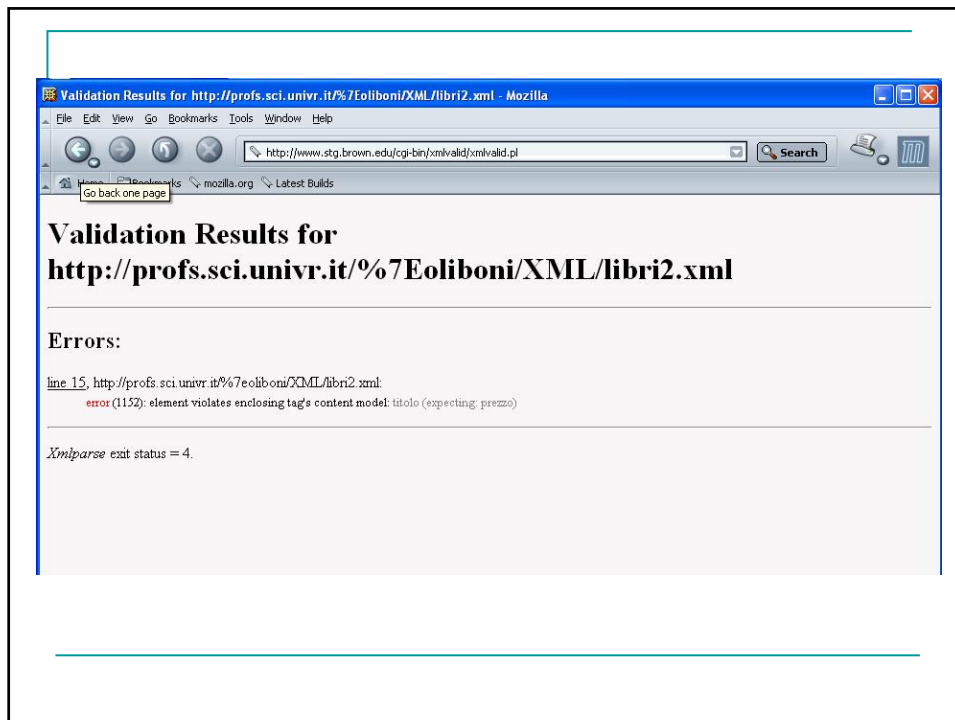 Validation Results for http://profs.sci.univr.it/%7Eoliboni/XML/libri2.xml - Mozilla
File Edit View Go Bookmarks Tools Window Help
http://www.stg.brown.edu/cgi-bin/xmlvalid/xmlvalid.pl Search
Home Bookmarks mozilla.org Latest Builds
Go back one page
Validation Results for
http://profs.sci.univr.it/%7Eoliboni/XML/libri2.xml
Errors:
line 15, http://profs.sci.univr.it/%7eoliboni/XML/libri2.xml:
error (1152): element violates enclosing tag's content model: titolo (expecting: prezzo)
Xmlparse exit status = 4.